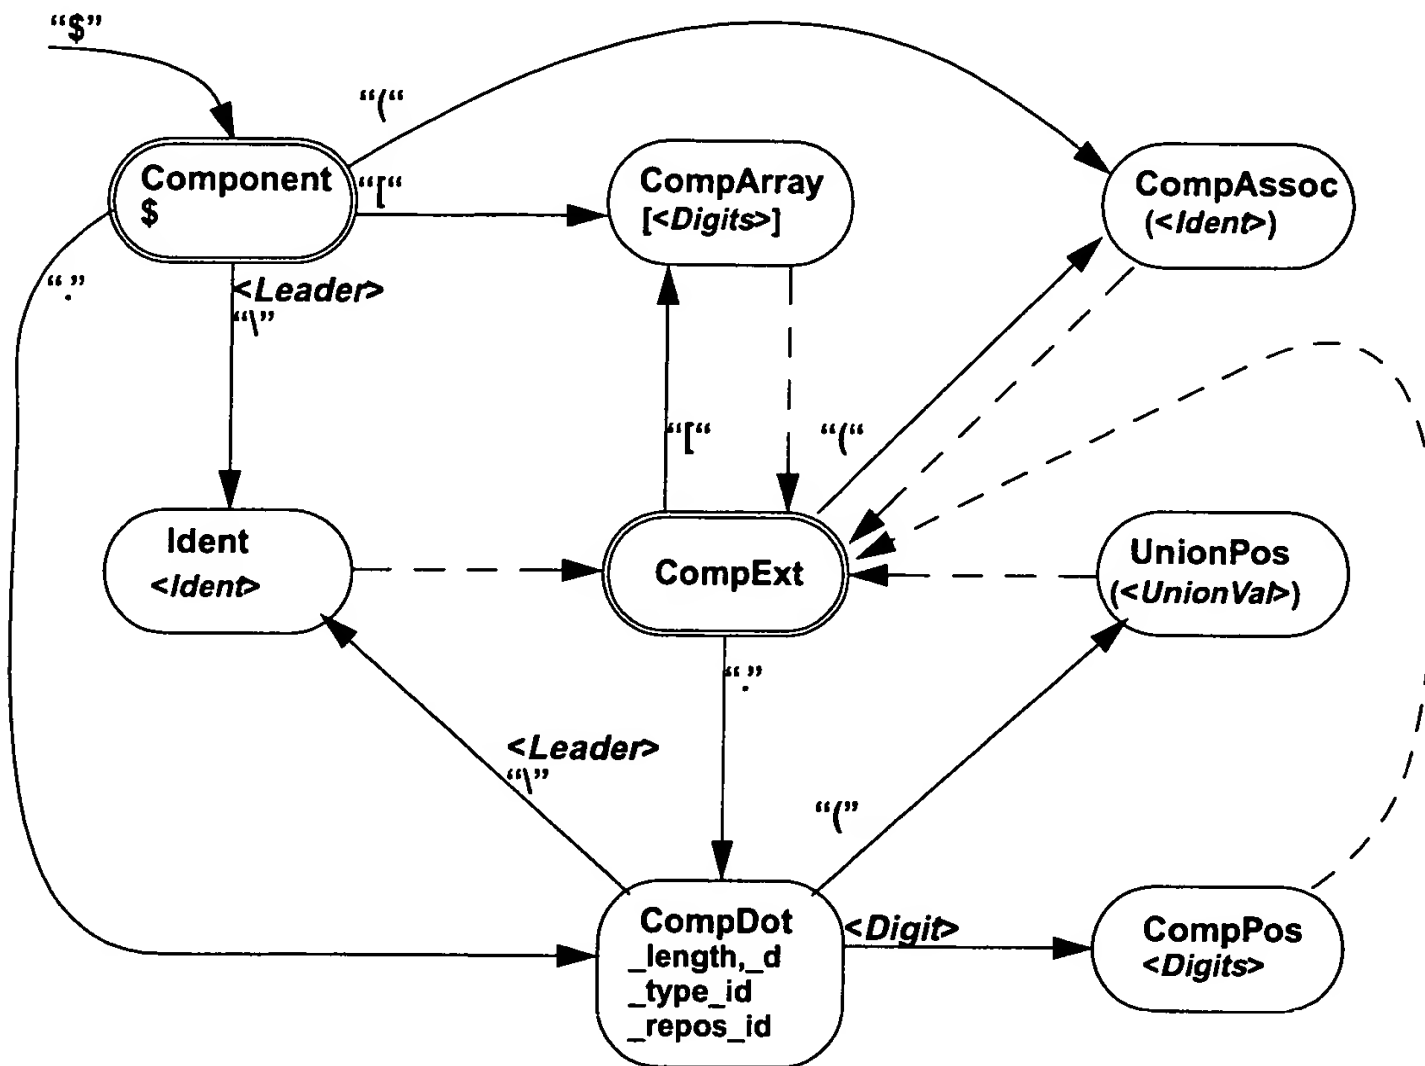 “$”
“(“
Component
$
“[“
CompArray
[<Digits>]
CompAssoc
(<Ident>)
“.”
<Leader>
“\”
“[“
“(“
Ident
<Ident>
CompExt
UnionPos
(<UnionVal>)
“.”
<Leader>
“\”
“(”
CompDot
_length,_d
_type_id
_repos_id
<Digit>
CompPos
<Digits>